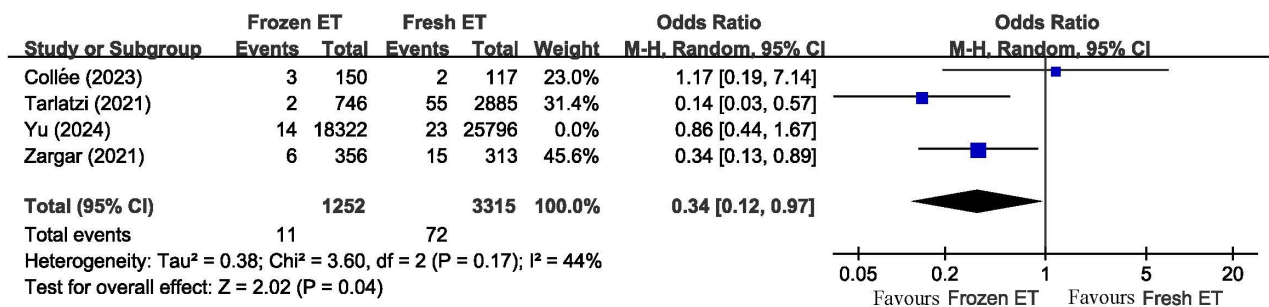 Frozen ET Fresh ET Odds Ratio Odds Ratio
Study or Subgroup Events Total Events Total Weight M-H, Random, 95% CI M-H, Random, 95% CI
Collée (2023) 3 150 2 117 23.0% 1.17 [0.19, 7.14]
Tarlatzi (2021) 2 746 55 2885 31.4% 0.14 [0.03, 0.57]
Yu (2024) 14 18322 23 25796 0.0% 0.86 [0.44, 1.67]
Zargar (2021) 6 356 15 313 45.6% 0.34 [0.13, 0.89]
Total (95% CI) 1252 3315 100.0% 0.34 [0.12, 0.97]
Total events 11 72
Heterogeneity: Tau² = 0.38; Chi² = 3.60, df = 2 (P = 0.17); I² = 44%
Test for overall effect: Z = 2.02 (P = 0.04)
0.05 0.2 1 5 20
Favours Frozen ET Favours Fresh ET